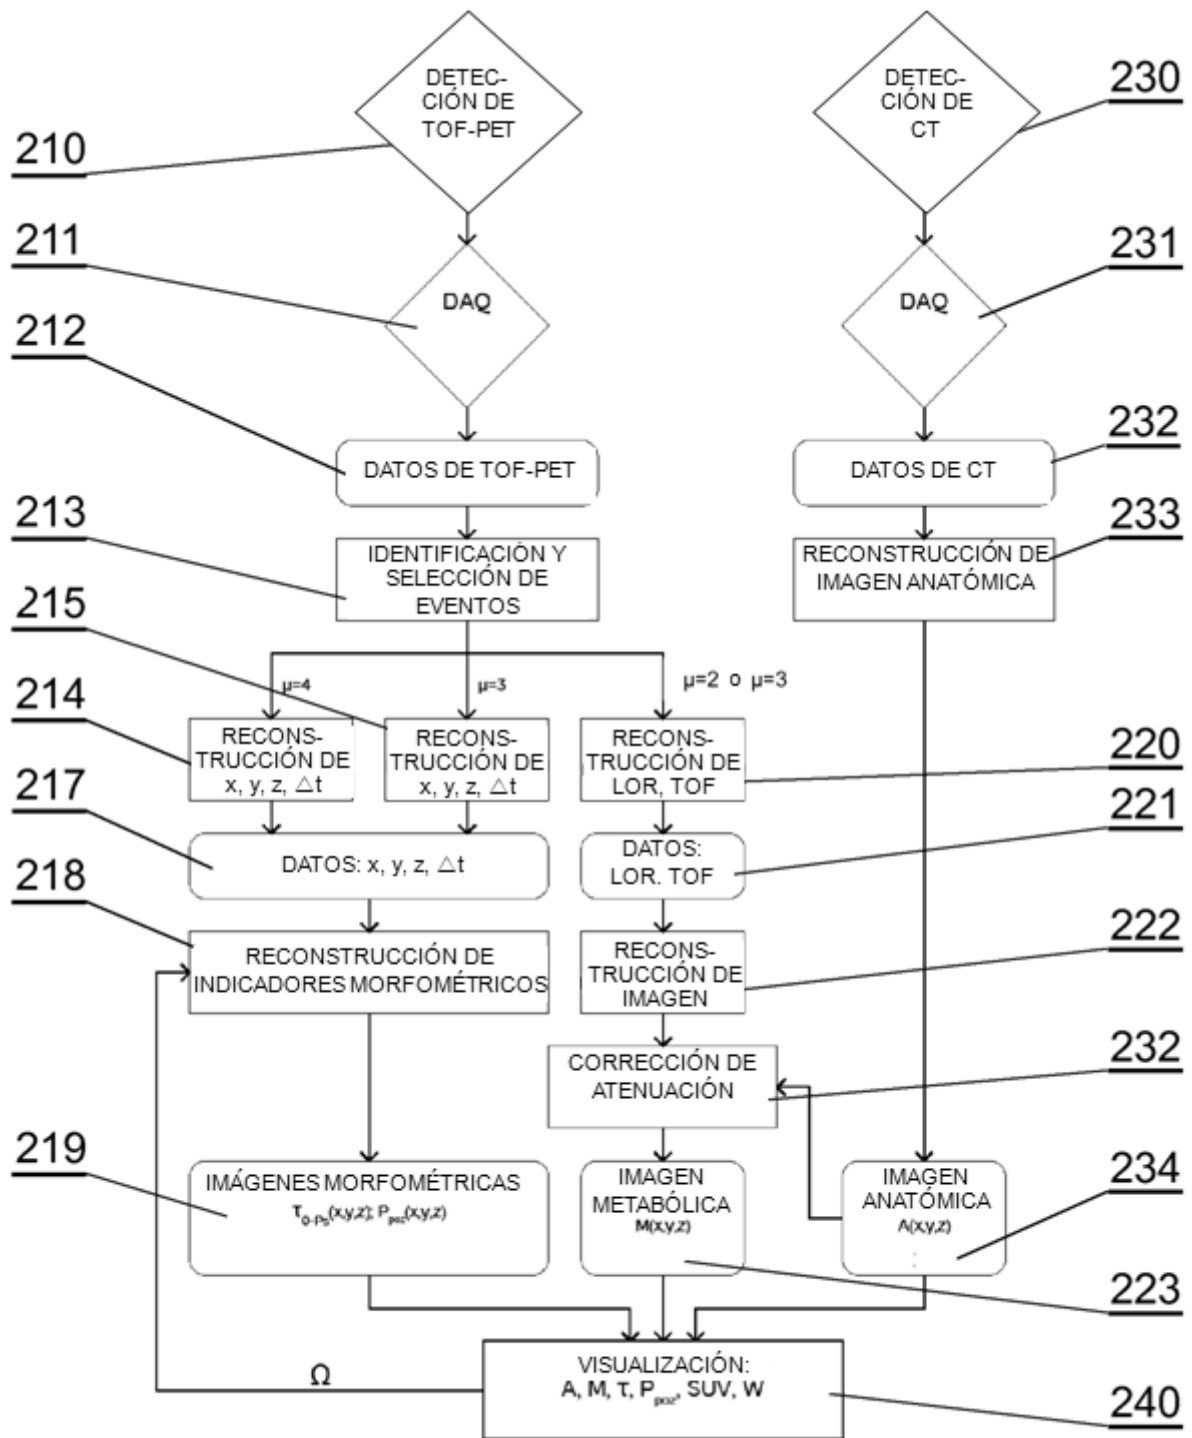 DETEC-
CIÓN DE
TOF-PET
DETEC-
CIÓN DE
CT
230
210
211
231
DAQ
DAQ
212
232
DATOS DE TOF-PET
DATOS DE CT
213
233
IDENTIFICACIÓN Y
SELECCIÓN DE
EVENTOS
RECONSTRUCCIÓN DE
IMAGEN ANATÓMICA
215
μ=4
μ=3
μ=2 o μ=3
214
RECONS-
TRUCCIÓN DE
x, y, z, △t
RECONS-
TRUCCIÓN DE
x, y, z, △t
RECONS-
TRUCCIÓN DE
LOR, TOF
220
217
221
DATOS: x, y, z, △t
DATOS:
LOR. TOF
218
222
RECONSTRUCCIÓN DE
INDICADORES MORFOMÉTRICOS
RECONS-
TRUCCIÓN DE
IMAGEN
232
CORRECCIÓN DE
ATENUACIÓN
219
234
IMÁGENES MORFOMÉTRICAS
τo-Ps(x,y,z); Ppoz(x,y,z)
IMAGEN
METABÓLICA
M(x,y,z)
IMAGEN
ANATÓMICA
A(x,y,z)
223
Ω
VISUALIZACIÓN:
A, M, τ, Ppoz, SUV, W
240